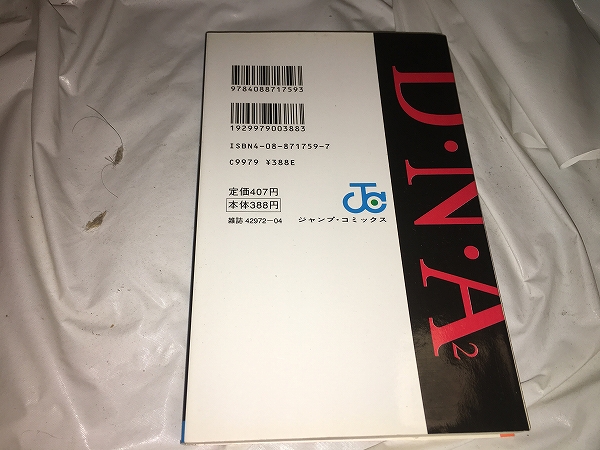 9784088717593
1929979003883
ISBN4-08-871759-7
C9979 ¥388E
定価407円
本体388円
雑誌 42972-04
JC
ジャンプ・コミックス
D・N・A²